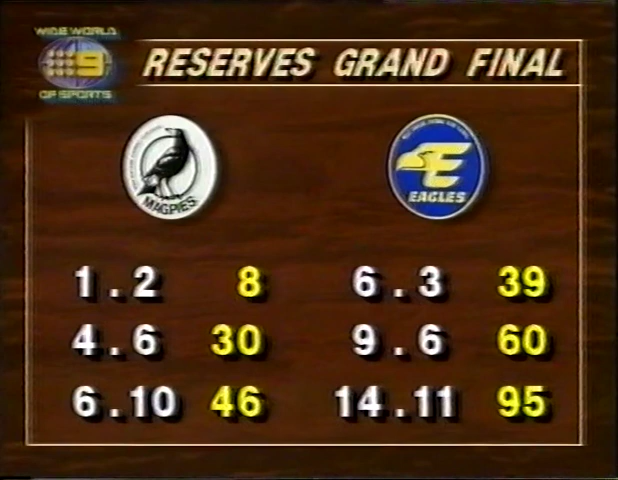 WIDE WORLD
9
OF SPORTS
RESERVES GRAND FINAL
MAGPIES
EAGLES
1.2 8 6.3 39
4.6 30 9.6 60
6.10 46 14.11 95